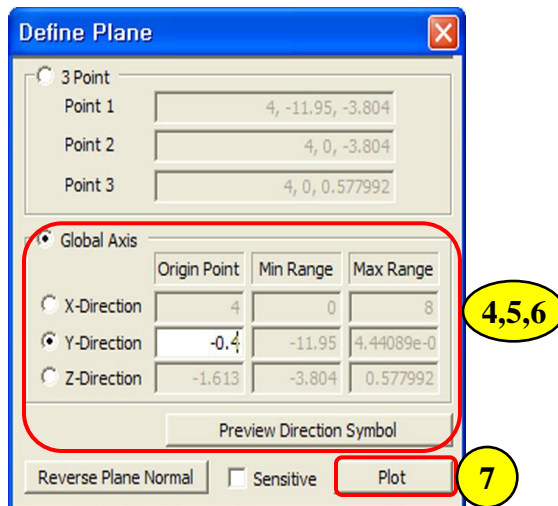 Define Plane
3 Point
Point 1 4, -11.95, -3.804
Point 2 4, 0, -3.804
Point 3 4, 0, 0.577992
Global Axis
Origin Point Min Range Max Range
X-Direction 4 0 8
Y-Direction -0.4 -11.95 4.44089e-0
Z-Direction -1.613 -3.804 0.577992
4,5,6
Preview Direction Symbol
Reverse Plane Normal Sensitive Plot 7